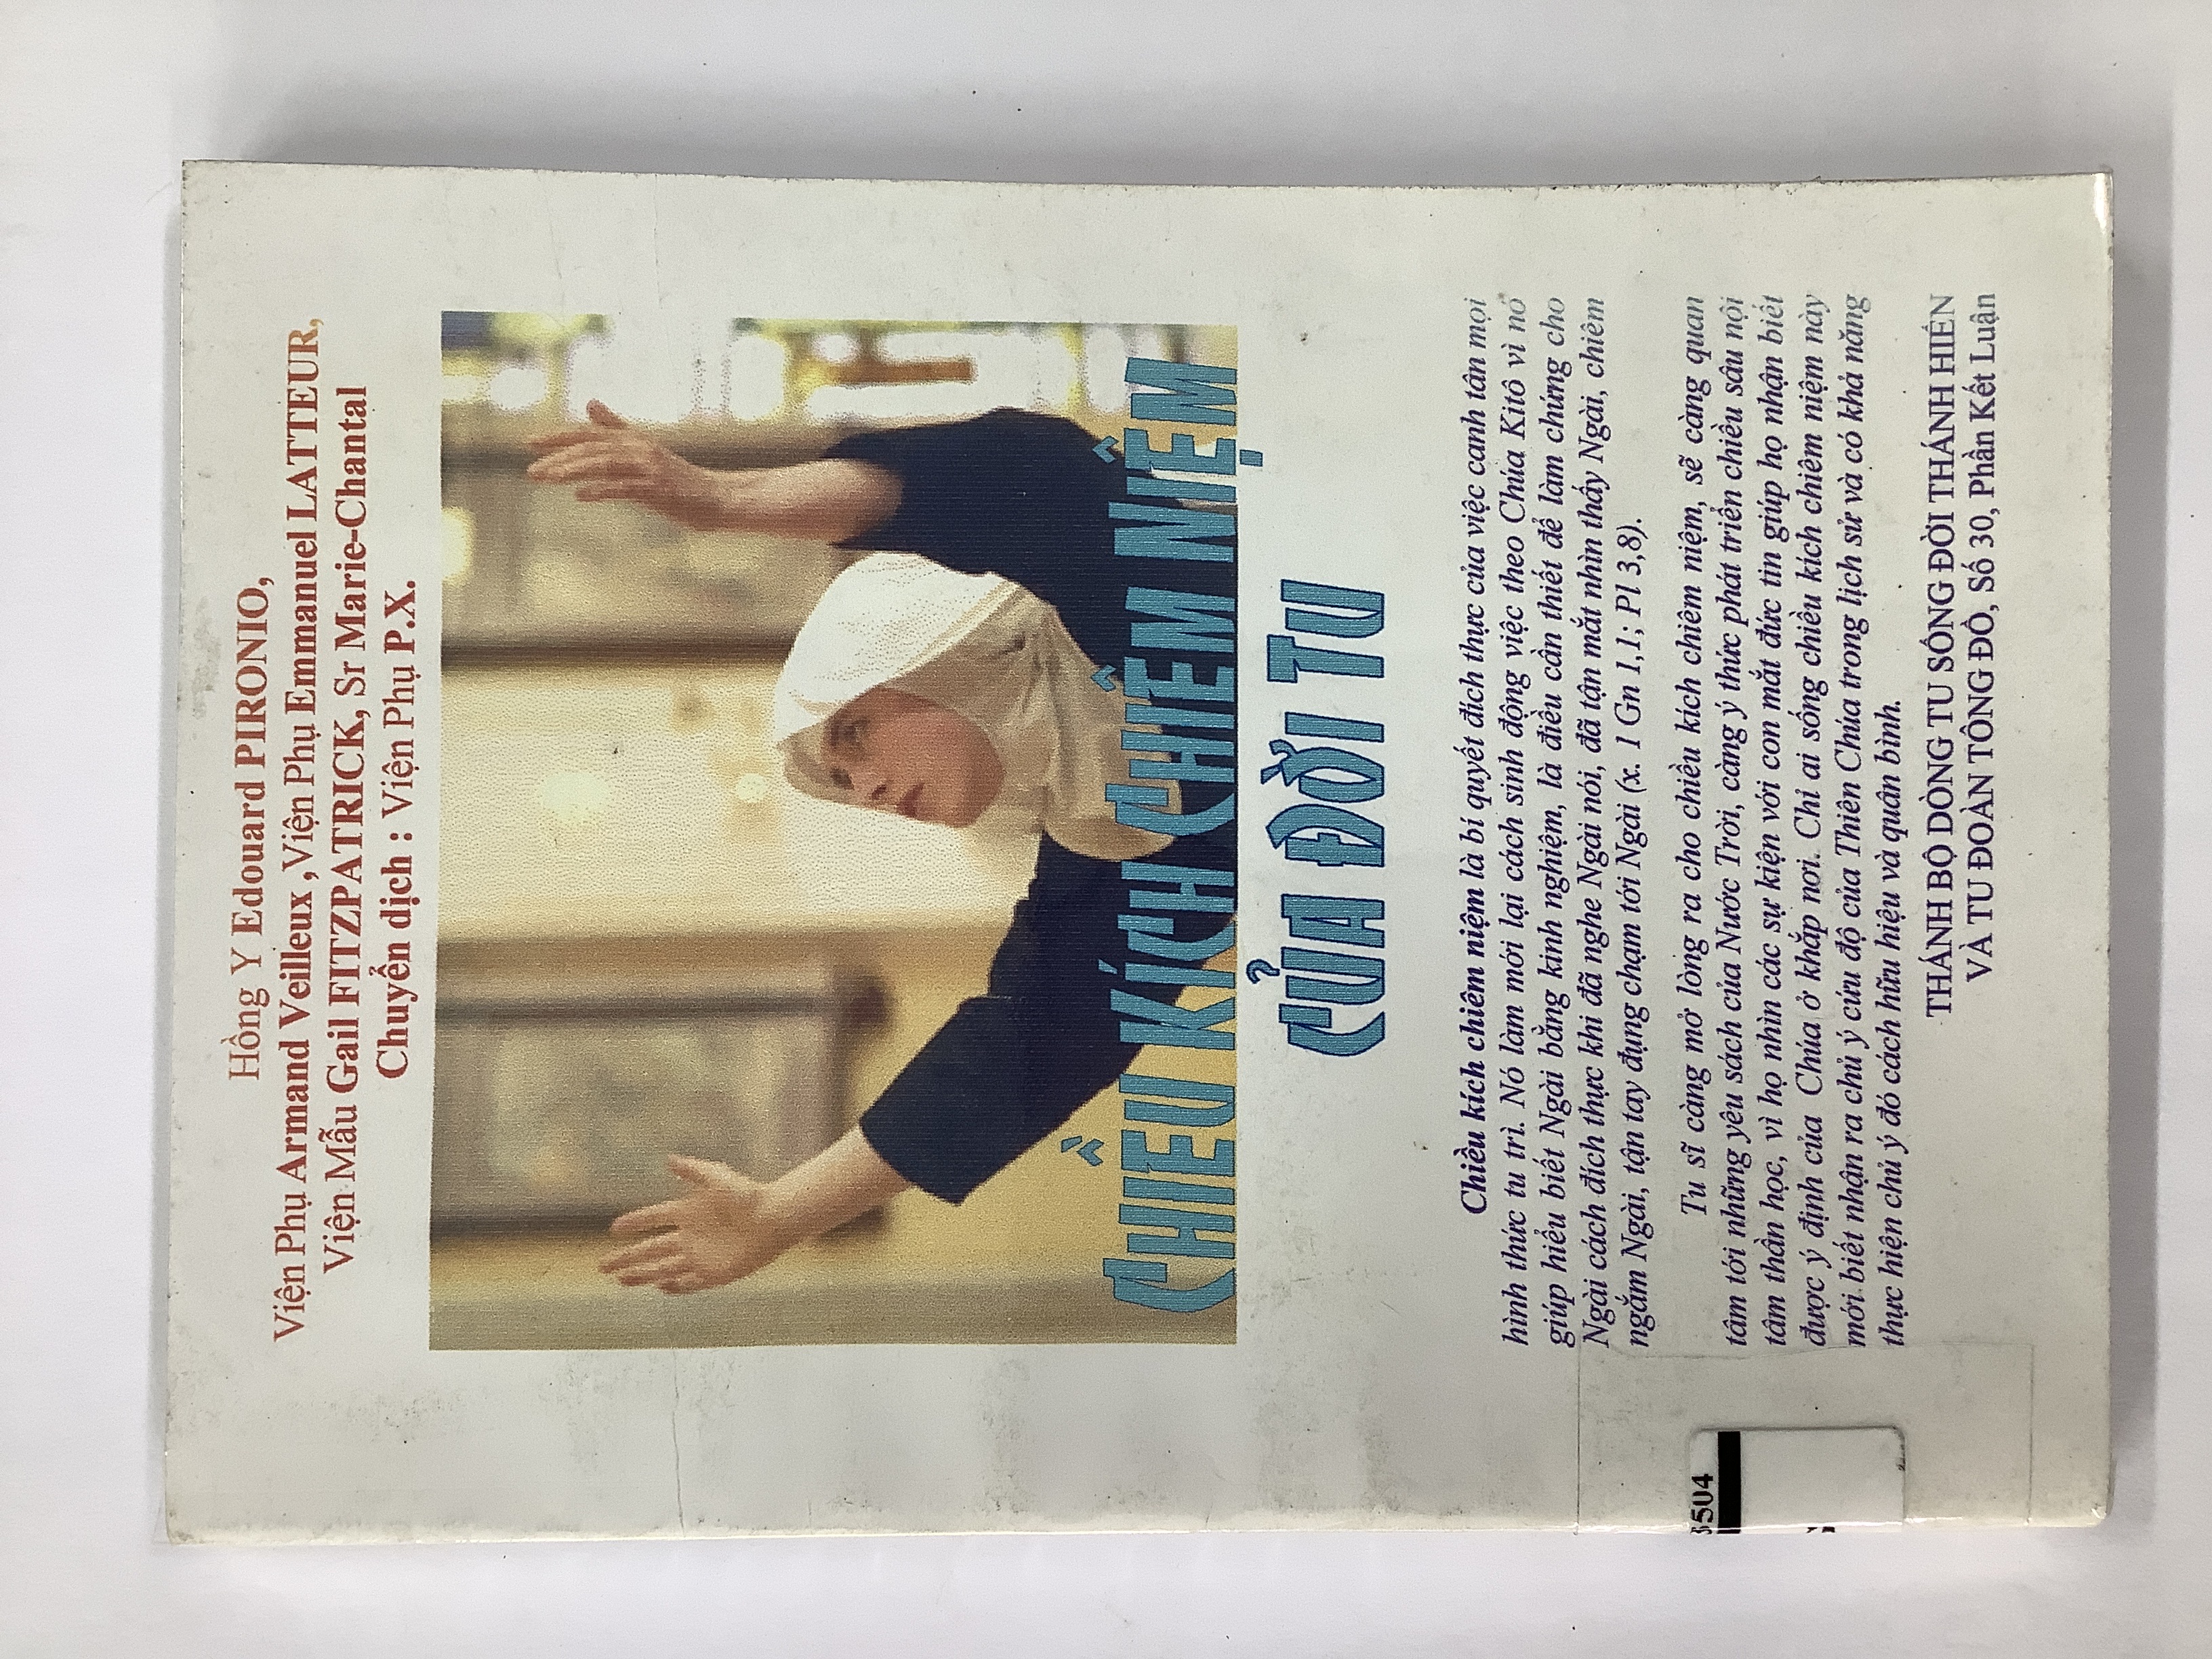 Hồng Y Edouard PIRONIO,
Viện Phụ Armand Veilleux ,Viện Phụ Emmanuel LATTEUR,
Viện Mẫu Gail FITZPATRICK, Sr Marie-Chantal
Chuyển dịch : Viện Phụ P.X.
CHIỀU KÍCH CHIÊM NIỆM
CỦA ĐỜI TU
Chiều kích chiêm niệm là bí quyết đích thực của việc canh tân mọi
hình thức tu trì. Nó làm mới lại cách sinh động việc theo Chúa Kitô vì nó
giúp hiểu biết Ngài bằng kinh nghiệm, là điều cần thiết để làm chứng cho
Ngài cách đích thực khi đã nghe Ngài nói, đã tận mắt nhìn thấy Ngài, chiêm
ngắm Ngài, tận tay đụng chạm tới Ngài (x. 1 Gn 1,1; Pl 3,8).
Tu sĩ càng mở lòng ra cho chiều kích chiêm niệm, sẽ càng quan
tâm tới những yêu sách của Nước Trời, càng ý thức phát triển chiều sâu nội
tâm thần học, vì họ nhìn các sự kiện với con mắt đức tin giúp họ nhận biết
được ý định của Chúa ở khắp nơi. Chỉ ai sống chiều kích chiêm niệm này
mới biết nhận ra chủ ý cứu độ của Thiên Chúa trong lịch sử và có khả năng
thực hiện chủ ý đó cách hữu hiệu và quân bình.
THÁNH BỘ DÒNG TU SỐNG ĐỜI THÁNH HIẾN
VÀ TU ĐOÀN TÔNG ĐỒ, Số 30, Phần Kết Luận
504